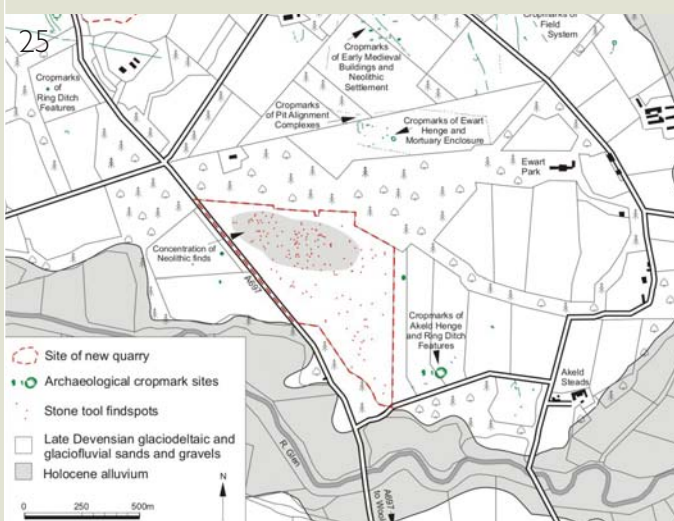 25
Cropmarks
of
Ring Ditch
Features
Cropmarks
of Early Medieval
Buildings and
Neolithic
Settlement
Cropmarks of
Field
System
Cropmarks
of Pit Alignment
Complexes
Cropmarks of Ewart
Henge and
Mortuary Enclosure
Ewart
Park
Concentration of
Neolithic finds
A697
Cropmarks of
Akeld Henge
and Ring Ditch
Features
Akeld
Steads
R. Glen
A697
to Wool
Site of new quarry
Archaeological cropmark sites
Stone tool findspots
Late Devensian glaciodeltaic and
glaciofluvial sands and gravels
Holocene alluvium
N
0 250 500m